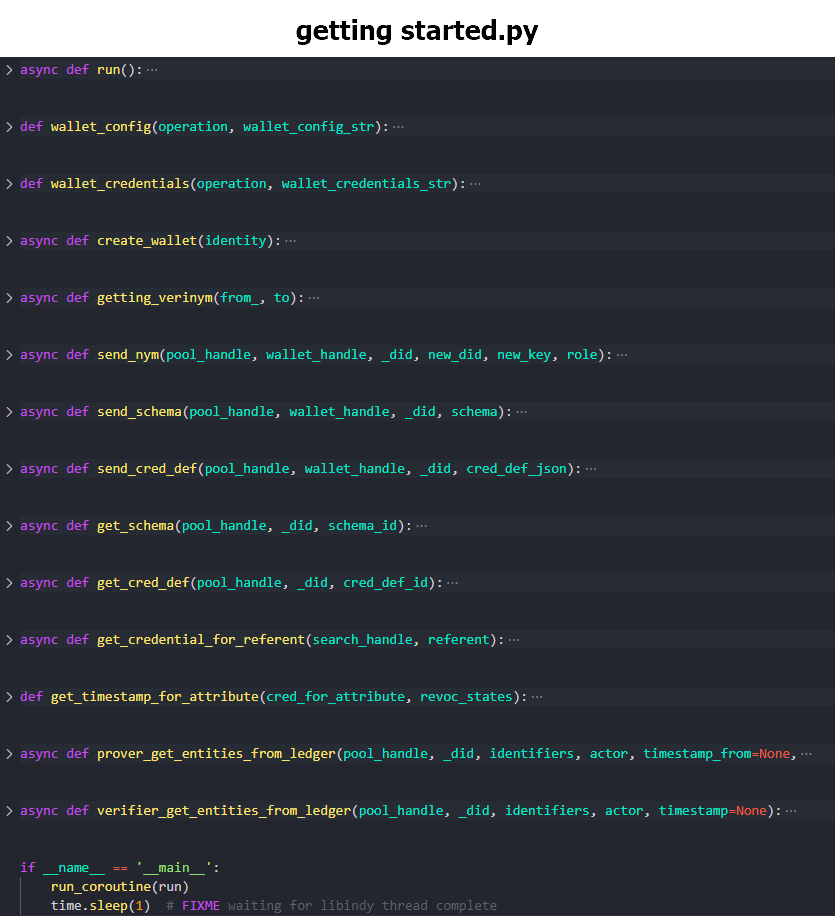 getting started.py
async def run(): ···
def wallet_config(operation, wallet_config_str): ···
def wallet_credentials(operation, wallet_credentials_str): ···
async def create_wallet(identity): ···
async def getting_verinym(from_, to): ···
async def send_nym(pool_handle, wallet_handle, _did, new_did, new_key, role): ···
async def send_schema(pool_handle, wallet_handle, _did, schema): ···
async def send_cred_def(pool_handle, wallet_handle, _did, cred_def_json): ···
async def get_schema(pool_handle, _did, schema_id): ···
async def get_cred_def(pool_handle, _did, cred_def_id): ···
async def get_credential_for_referent(search_handle, referent): ···
def get_timestamp_for_attribute(cred_for_attribute, revoc_states): ···
async def prover_get_entities_from_ledger(pool_handle, _did, identifiers, actor, timestamp_from=None, ···
async def verifier_get_entities_from_ledger(pool_handle, _did, identifiers, actor, timestamp=None): ···
if __name__ == '__main__':
run_coroutine(run)
time.sleep(1)  # FIXME waiting for libindy thread complete